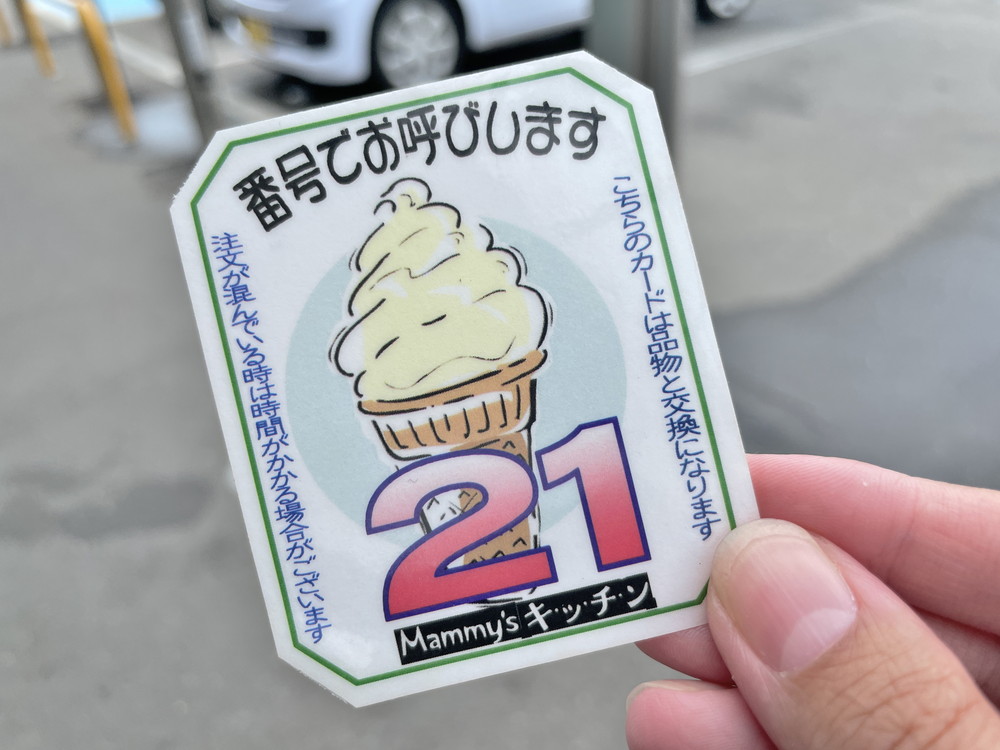 番号でお呼びします
こちらのカードは品物と交換になります
注文が混んでいる時は時間がかかる場合がございます
21
Mammy's キ・ッ・チ・ン